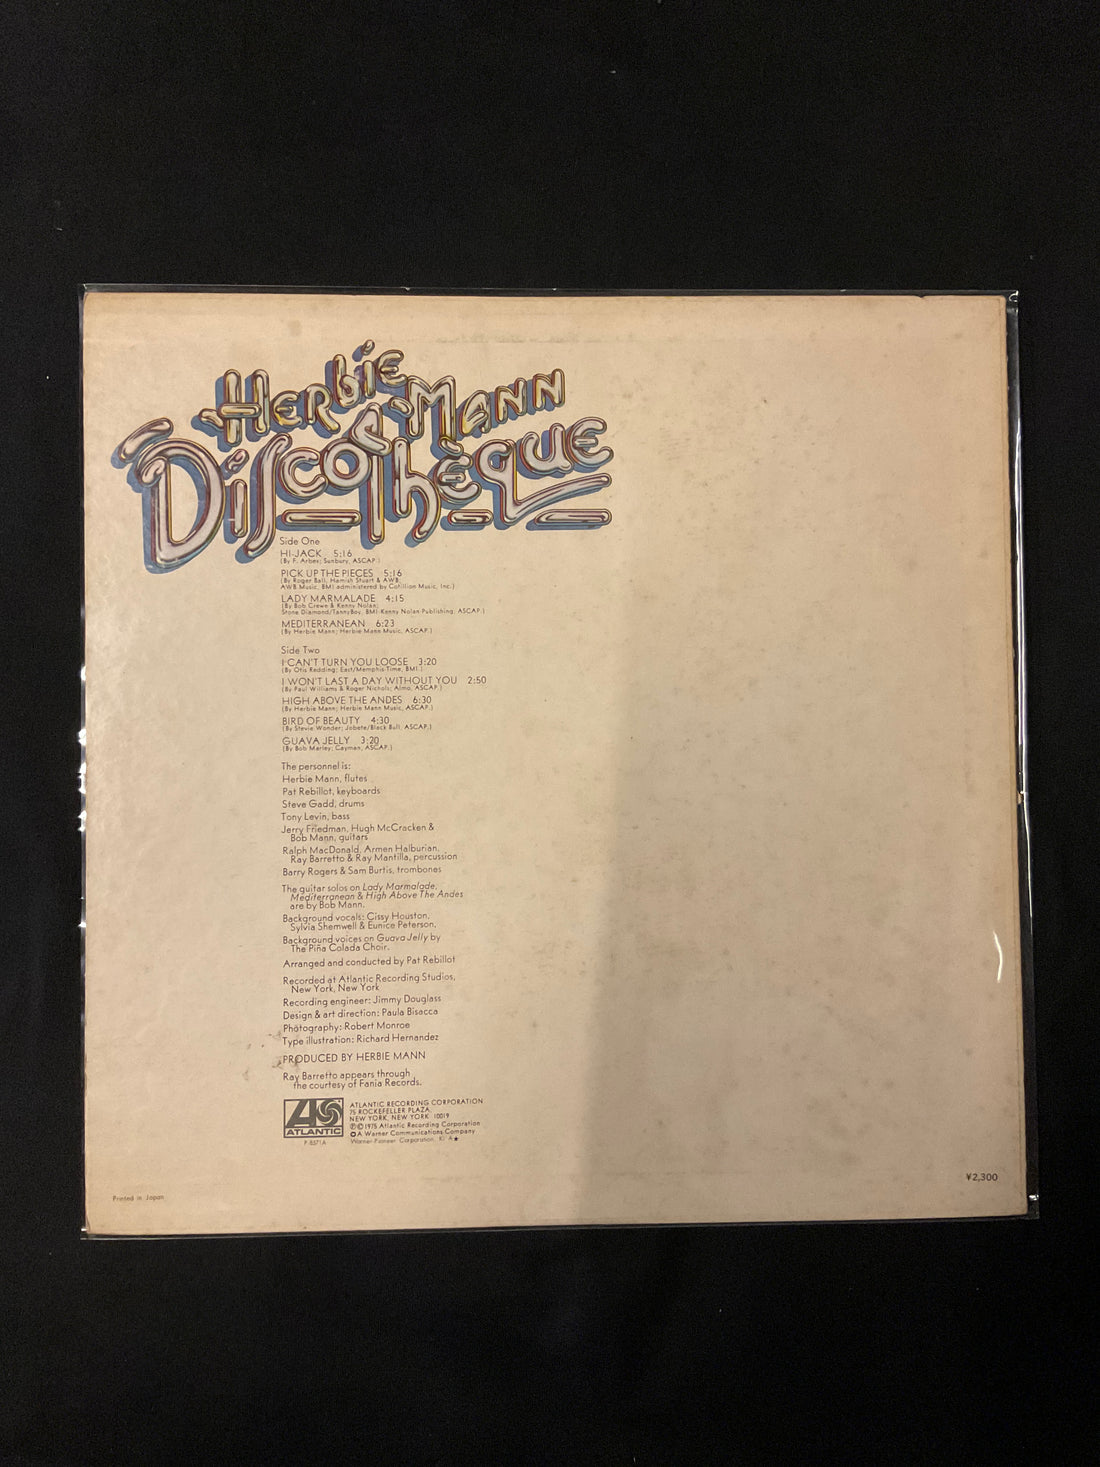 HERBIE MANN
DISCOTHÈQUE
Side One
HI-JACK 5:16
(By F. Arbex; Sunbury, ASCAP.)
PICK UP THE PIECES 5:16
(By Roger Ball, Hamish Stuart & AWB;
AWB Music, BMI administered by Cotillion Music, Inc.)
LADY MARMALADE 4:15
(By Bob Crewe & Kenny Nolan;
Stone Diamond/TannyBoy, BMI-Kenny Nolan Publishing, ASCAP.)
MEDITERRANEAN 6:23
(By Herbie Mann; Herbie Mann Music, ASCAP.)
Side Two
I CAN'T TURN YOU LOOSE 3:20
(By Otis Redding; East/Memphis-Time, BMI.)
I WON'T LAST A DAY WITHOUT YOU 2:50
(By Paul Williams & Roger Nichols; Almo, ASCAP.)
HIGH ABOVE THE ANDES 6:30
(By Herbie Mann; Herbie Mann Music, ASCAP.)
BIRD OF BEAUTY 4:30
(By Stevie Wonder; Jobete/Black Bull, ASCAP.)
GUAVA JELLY 3:20
(By Bob Marley; Cayman, ASCAP.)
The personnel is:
Herbie Mann, flutes
Pat Rebillot, keyboards
Steve Gadd, drums
Tony Levin, bass
Jerry Friedman, Hugh McCracken &
Bob Mann, guitars
Ralph MacDonald, Armen Halburian,
Ray Barretto & Ray Mantilla, percussion
Barry Rogers & Sam Burtis, trombones
The guitar solos on Lady Marmalade,
Mediterranean & High Above The Andes
are by Bob Mann.
Background vocals: Cissy Houston,
Sylvia Shemwell & Eunice Peterson.
Background voices on Guava Jelly by
The Piña Colada Choir.
Arranged and conducted by Pat Rebillot
Recorded at Atlantic Recording Studios,
New York, New York
Recording engineer: Jimmy Douglass
Design & art direction: Paula Bisacca
Photography: Robert Monroe
Type illustration: Richard Hernandez
PRODUCED BY HERBIE MANN
Ray Barretto appears through
the courtesy of Fania Records.
ATLANTIC
P-8571A
ATLANTIC RECORDING CORPORATION
75 ROCKEFELLER PLAZA,
NEW YORK, NEW YORK 10019
℗©1975 Atlantic Recording Corporation
A Warner Communications Company
Warner-Pioneer Corporation, KI A★
¥2,300
Printed in Japan